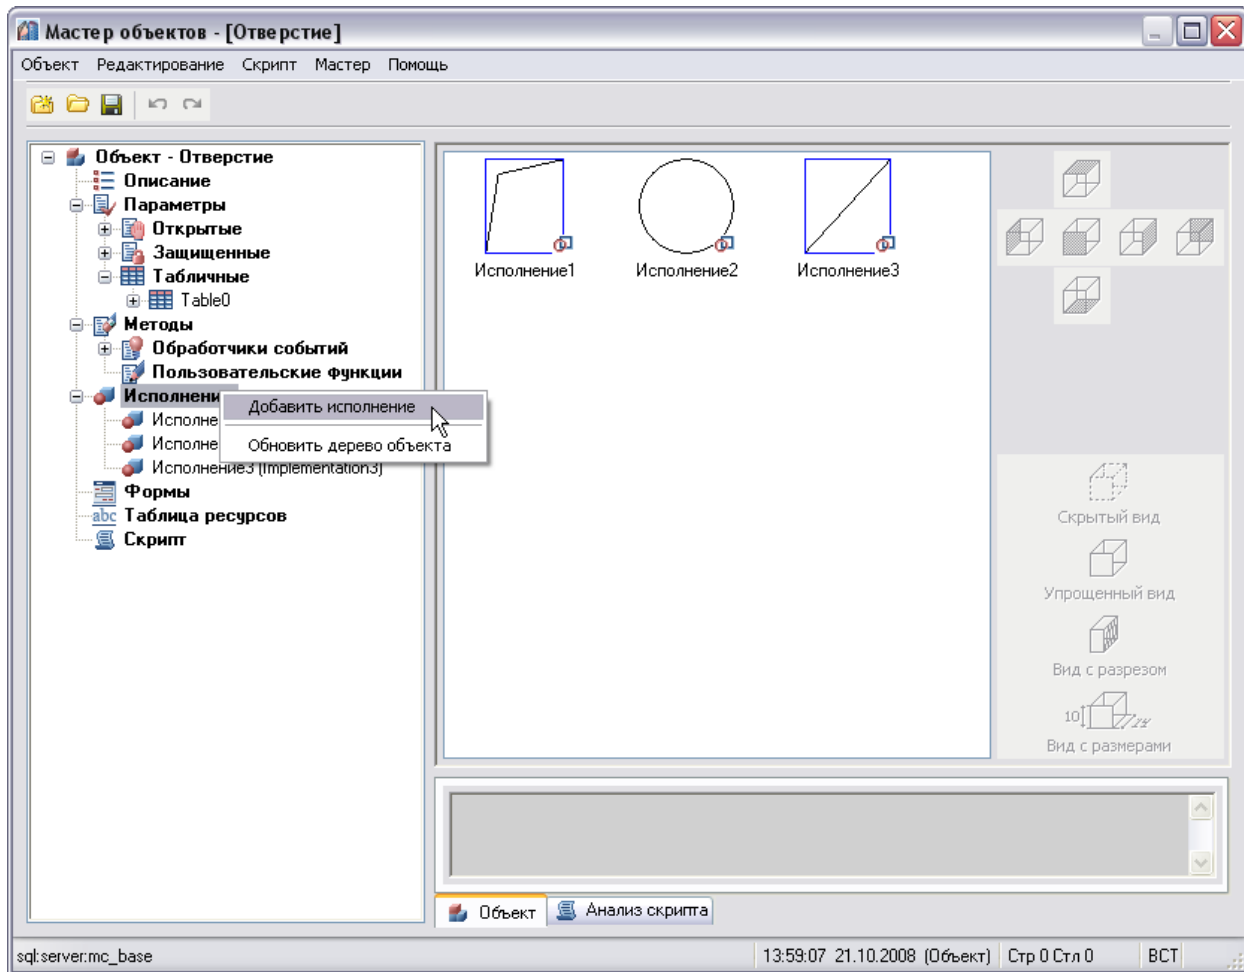 Мастер объектов - [Отверстие]
Объект Редактирование Скрипт Мастер Помощь
Объект - Отверстие
Описание
Параметры
Открытые
Защищенные
Табличные
Table0
Методы
Обработчики событий
Пользовательские функции
Исполнени
Исполне
Исполне
Исполнение3 (Implementation3)
Формы
abc Таблица ресурсов
Скрипт
Добавить исполнение
Обновить дерево объекта
Исполнение1 Исполнение2 Исполнение3
Скрытый вид
Упрощенный вид
Вид с разрезом
10
Вид с размерами
Объект Анализ скрипта
sql:server:mc_base 13:59:07 21.10.2008 (Объект) Стр 0 Стл 0 ВСТ